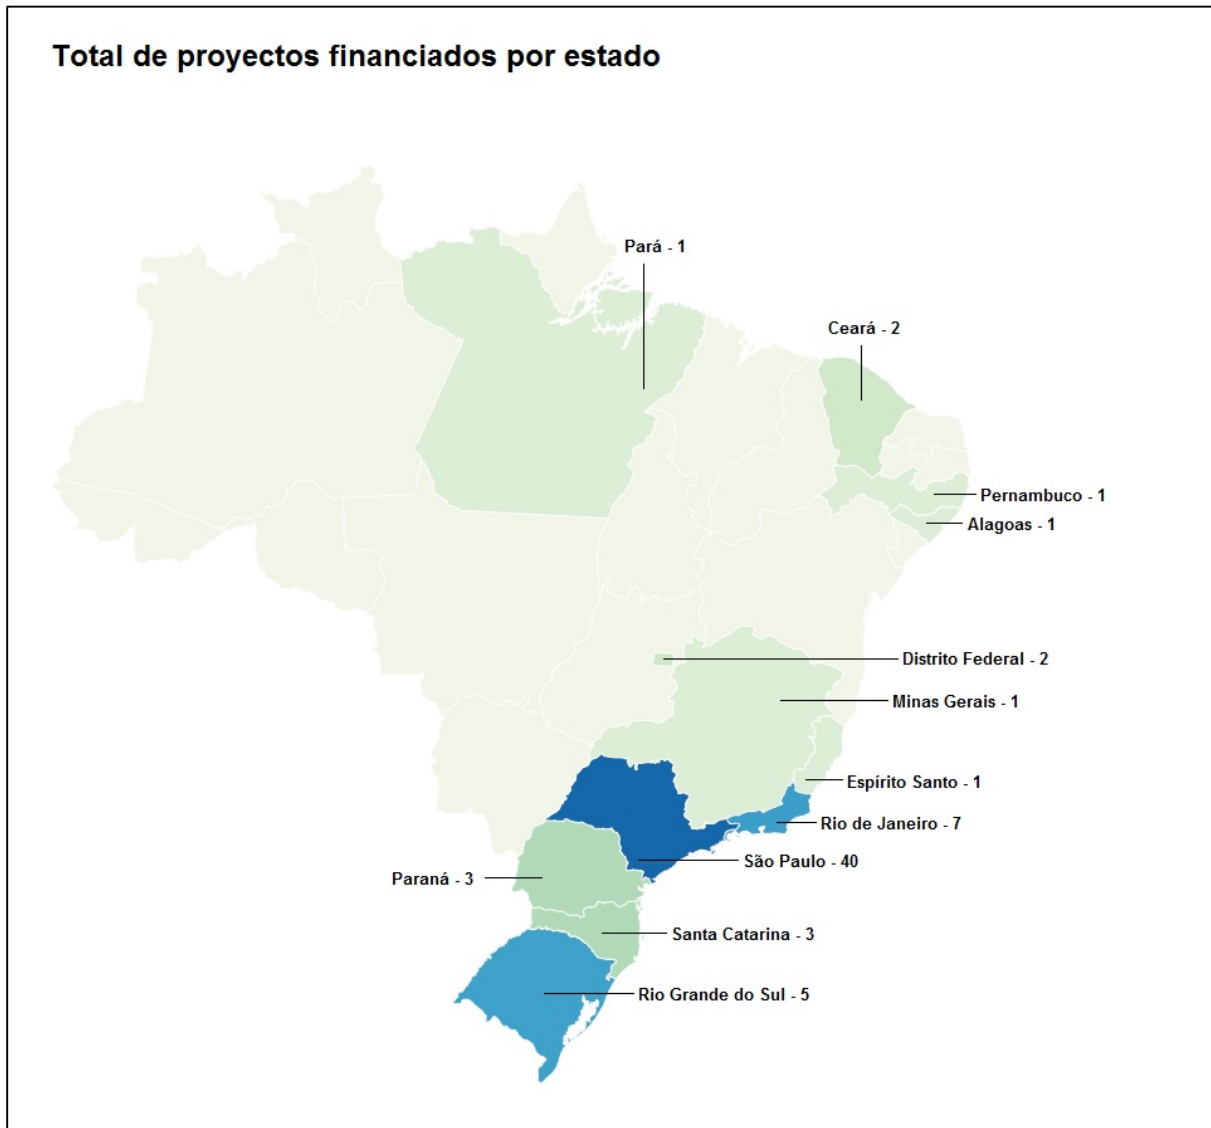 Total de proyectos financiados por estado
Pará - 1
Ceará - 2
Pernambuco - 1
Alagoas - 1
Distrito Federal - 2
Minas Gerais - 1
Espírito Santo - 1
Rio de Janeiro - 7
São Paulo - 40
Paraná - 3
Santa Catarina - 3
Rio Grande do Sul - 5